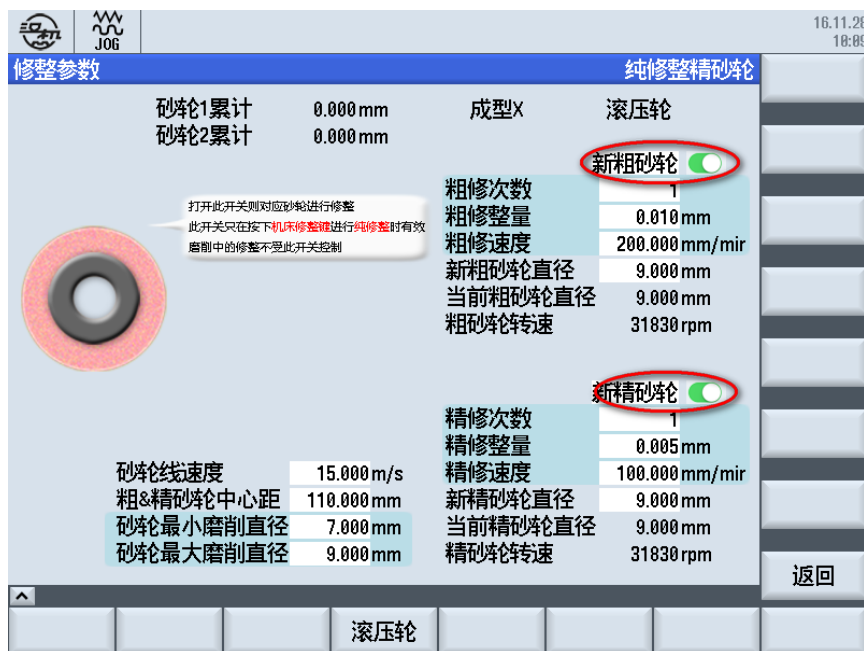 JOG
16.11.28
10:09
修整参数
纯修整精砂轮
砂轮1累计 0.000mm 成型X 滚压轮
砂轮2累计 0.000mm
新粗砂轮
打开此开关则对应砂轮进行修整
此开关只在按下机床修整键进行纯修整时有效
磨削中的修整不受此开关控制
粗修次数 1
粗修整量 0.010mm
粗修速度 200.000mm/mir
新粗砂轮直径 9.000mm
当前粗砂轮直径 9.000mm
粗砂轮转速 31830rpm
新精砂轮
精修次数 1
精修整量 0.005mm
精修速度 100.000mm/mir
新精砂轮直径 9.000mm
当前精砂轮直径 9.000mm
精砂轮转速 31830rpm
砂轮线速度 15.000m/s
粗&精砂轮中心距 110.000mm
砂轮最小磨削直径 7.000mm
砂轮最大磨削直径 9.000mm
返回
滚压轮